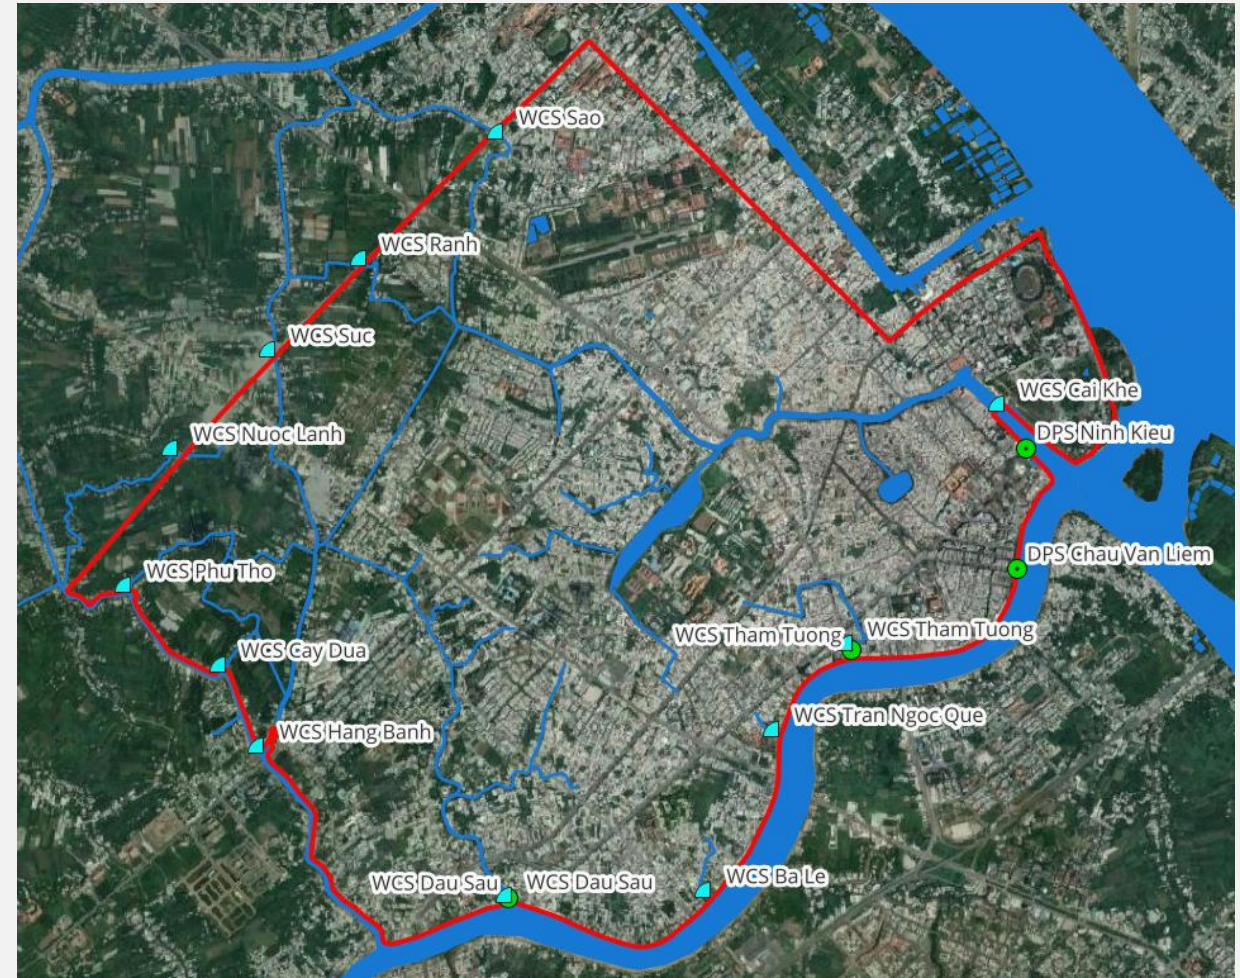 WCS Sao
WCS Ranh
WCS Suc
WCS Cai Khe
WCS Nuoc Lanh
DPS Ninh Kieu
DPS Chau Van Liem
WCS Phu Tho
WCS Tham Tuong
WCS Tham Tuong
WCS Cay Dua
WCS Tran Ngoc Que
WCS Hang Banh
WCS Dau Sau
WCS Dau Sau
WCS Ba Le